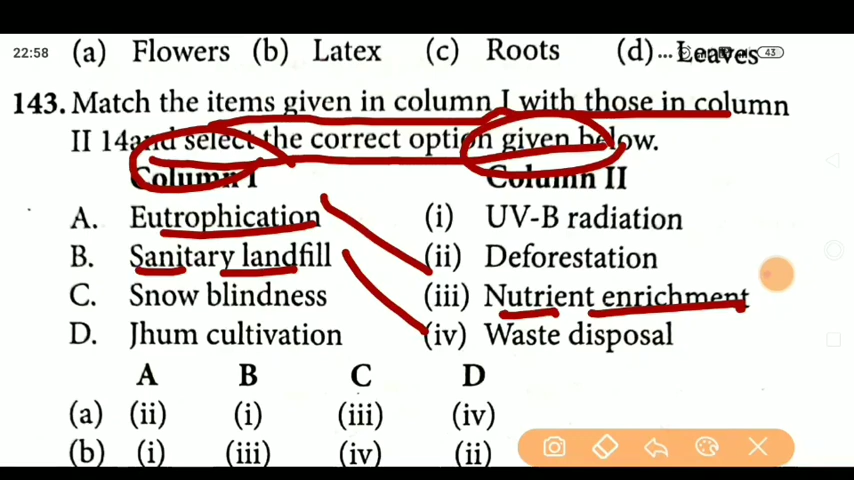 22:58
(a) Flowers (b) Latex (c) Roots (d) ... Leaves 43
143. Match the items given in column I with those in column
II 14and select the correct option given below.
Column I Column II
A. Eutrophication (i) UV-B radiation
B. Sanitary landfill (ii) Deforestation
C. Snow blindness (iii) Nutrient enrichment
D. Jhum cultivation (iv) Waste disposal
A B C D
(a) (ii) (i) (iii) (iv)
(b) (i) (iii) (iv) (ii)